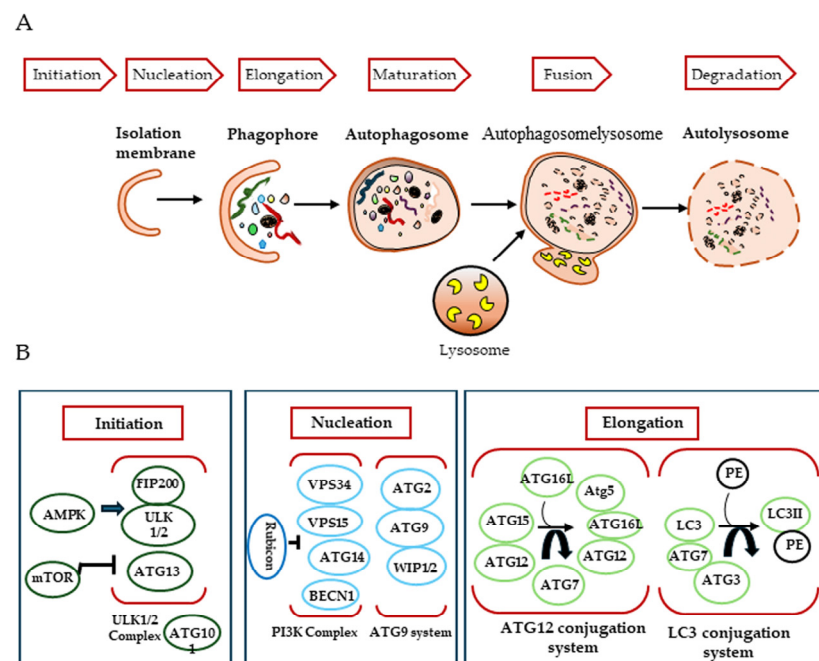 A
Initiation
Nucleation
Elongation
Maturation
Fusion
Degradation
Isolation
membrane
Phagophore
Autophagosome
Autophagosomelysosome
Autolysosome
Lysosome
B
Initiation
AMPK
mTOR
FIP200
ULK
1/2
ATG13
ULK1/2
Complex
ATG10
1
Nucleation
Rubicon
VPS34
VPS15
ATG14
BECN1
PI3K Complex
ATG2
ATG9
WIP1/2
ATG9 system
Elongation
ATG16L
ATG15
ATG12
ATG7
Atg5
ATG16L
ATG12
ATG12 conjugation
system
PE
LC3
ATG7
ATG3
LC3II
PE
LC3 conjugation
system